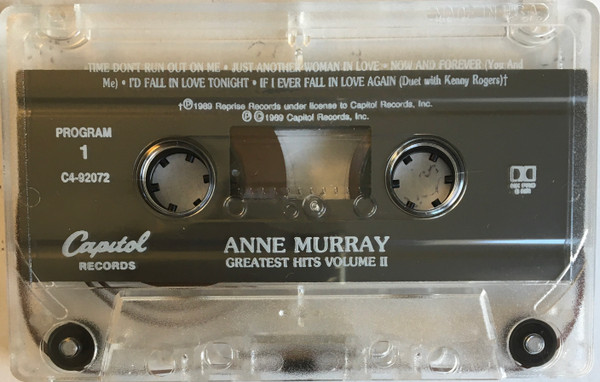 TIME DON'T RUN OUT ON ME • JUST ANOTHER WOMAN IN LOVE • NOW AND FOREVER (You And
Me) • I'D FALL IN LOVE TONIGHT • IF I EVER FALL IN LOVE AGAIN (Duet with Kenny Rogers)†
†℗1989 Reprise Records under license to Capitol Records, Inc.
℗ ©1989 Capitol Records, Inc.
PROGRAM
1
C4-92072
HX PRO
Capitol
RECORDS
ANNE MURRAY
GREATEST HITS VOLUME II